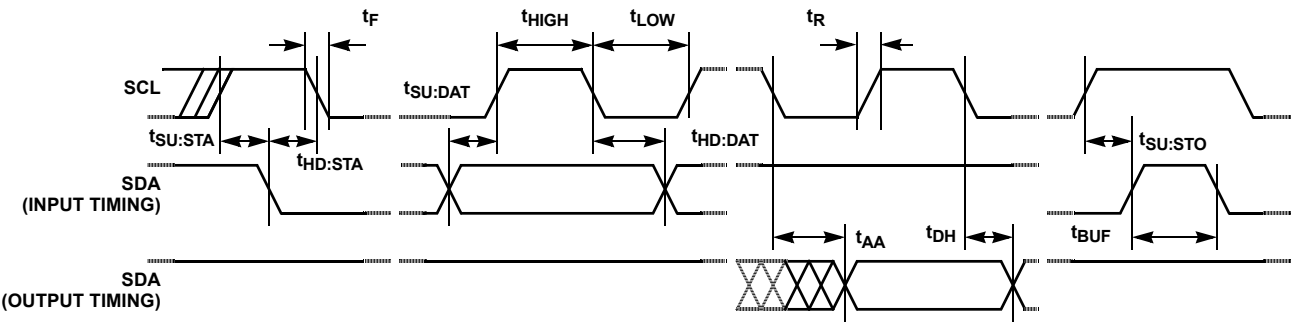 tF
tHIGH
tLOW
tR
SCL
tSU:DAT
tSU:STA
tHD:STA
tHD:DAT
tSU:STO
SDA
(INPUT TIMING)
tAA
tDH
tBUF
SDA
(OUTPUT TIMING)